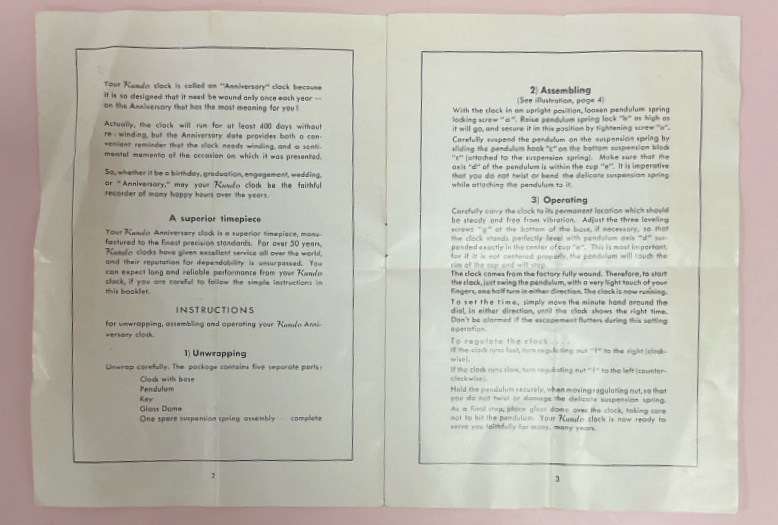 Your Kundo clock is called an "Anniversary" clock because
it is so designed that it need be wound only once each year —
on the Anniversary that has the most meaning for you!
Actually, the clock will run for at least 400 days without
re-winding, but the Anniversary date provides both a con-
venient reminder that the clock needs winding, and a senti-
mental memento of the occasion on which it was presented.
So, whether it be a birthday, graduation, engagement, wedding,
or "Anniversary," may your Kundo clock be the faithful
recorder of many happy hours over the years.
A superior timepiece
Your Kundo Anniversary clock is a superior timepiece, manu-
factured to the finest precision standards. For over 50 years,
Kundo clocks have given excellent service all over the world,
and their reputation for dependability is unsurpassed. You
can expect long and reliable performance from your Kundo
clock, if you are careful to follow the simple instructions in
this booklet.
INSTRUCTIONS
for unwrapping, assembling and operating your Kundo Anni-
versary clock.
1) Unwrapping
Unwrap carefully. The package contains five separate parts:
Clock with base
Pendulum
Key
Glass Dome
One spare suspension spring assembly — complete
2
2) Assembling
(See illustration, page 4)
With the clock in an upright position, loosen pendulum spring
locking screw "a". Raise pendulum spring lock "b" as high as
it will go, and secure it in this position by tightening screw "a".
Carefully suspend the pendulum on the suspension spring by
sliding the pendulum hook "c" on the bottom suspension block
(attached to the suspension spring). Make sure that the
axis "d" of the pendulum is within the cup "e". It is imperative
that you do not twist or bend the delicate suspension spring
while attaching the pendulum to it.
3) Operating
Carefully carry the clock to its permanent location which should
be steady and free from vibration. Adjust the three leveling
screws "g" at the bottom of the base, if necessary, so that
the clock stands perfectly level with pendulum axis "d" sus-
pended exactly in the center of cup "e". This is most important,
for if it is not centered properly, the pendulum will touch the
rim of the cup and will stop.
The clock comes from the factory fully wound. Therefore, to start
the clock, just swing the pendulum, with a very light touch of your
fingers, one half turn in either direction. The clock is now running.
To set the time, simply move the minute hand around the
dial, in either direction, until the clock shows the right time.
Don't be alarmed if the escapement flutters during this setting
operation.
To regulate the clock . . . .
If the clock runs fast, turn regulating nut "f" to the right (clock-
wise).
If the clock runs slow, turn regulating nut "f" to the left (counter-
clockwise).
Hold the pendulum securely, when moving regulating nut, so that
you do not twist or damage the delicate suspension spring.
As a final step, place glass dome over the clock, taking care
not to hit the pendulum. Your Kundo clock is now ready to
serve you faithfully for many, many years.
3